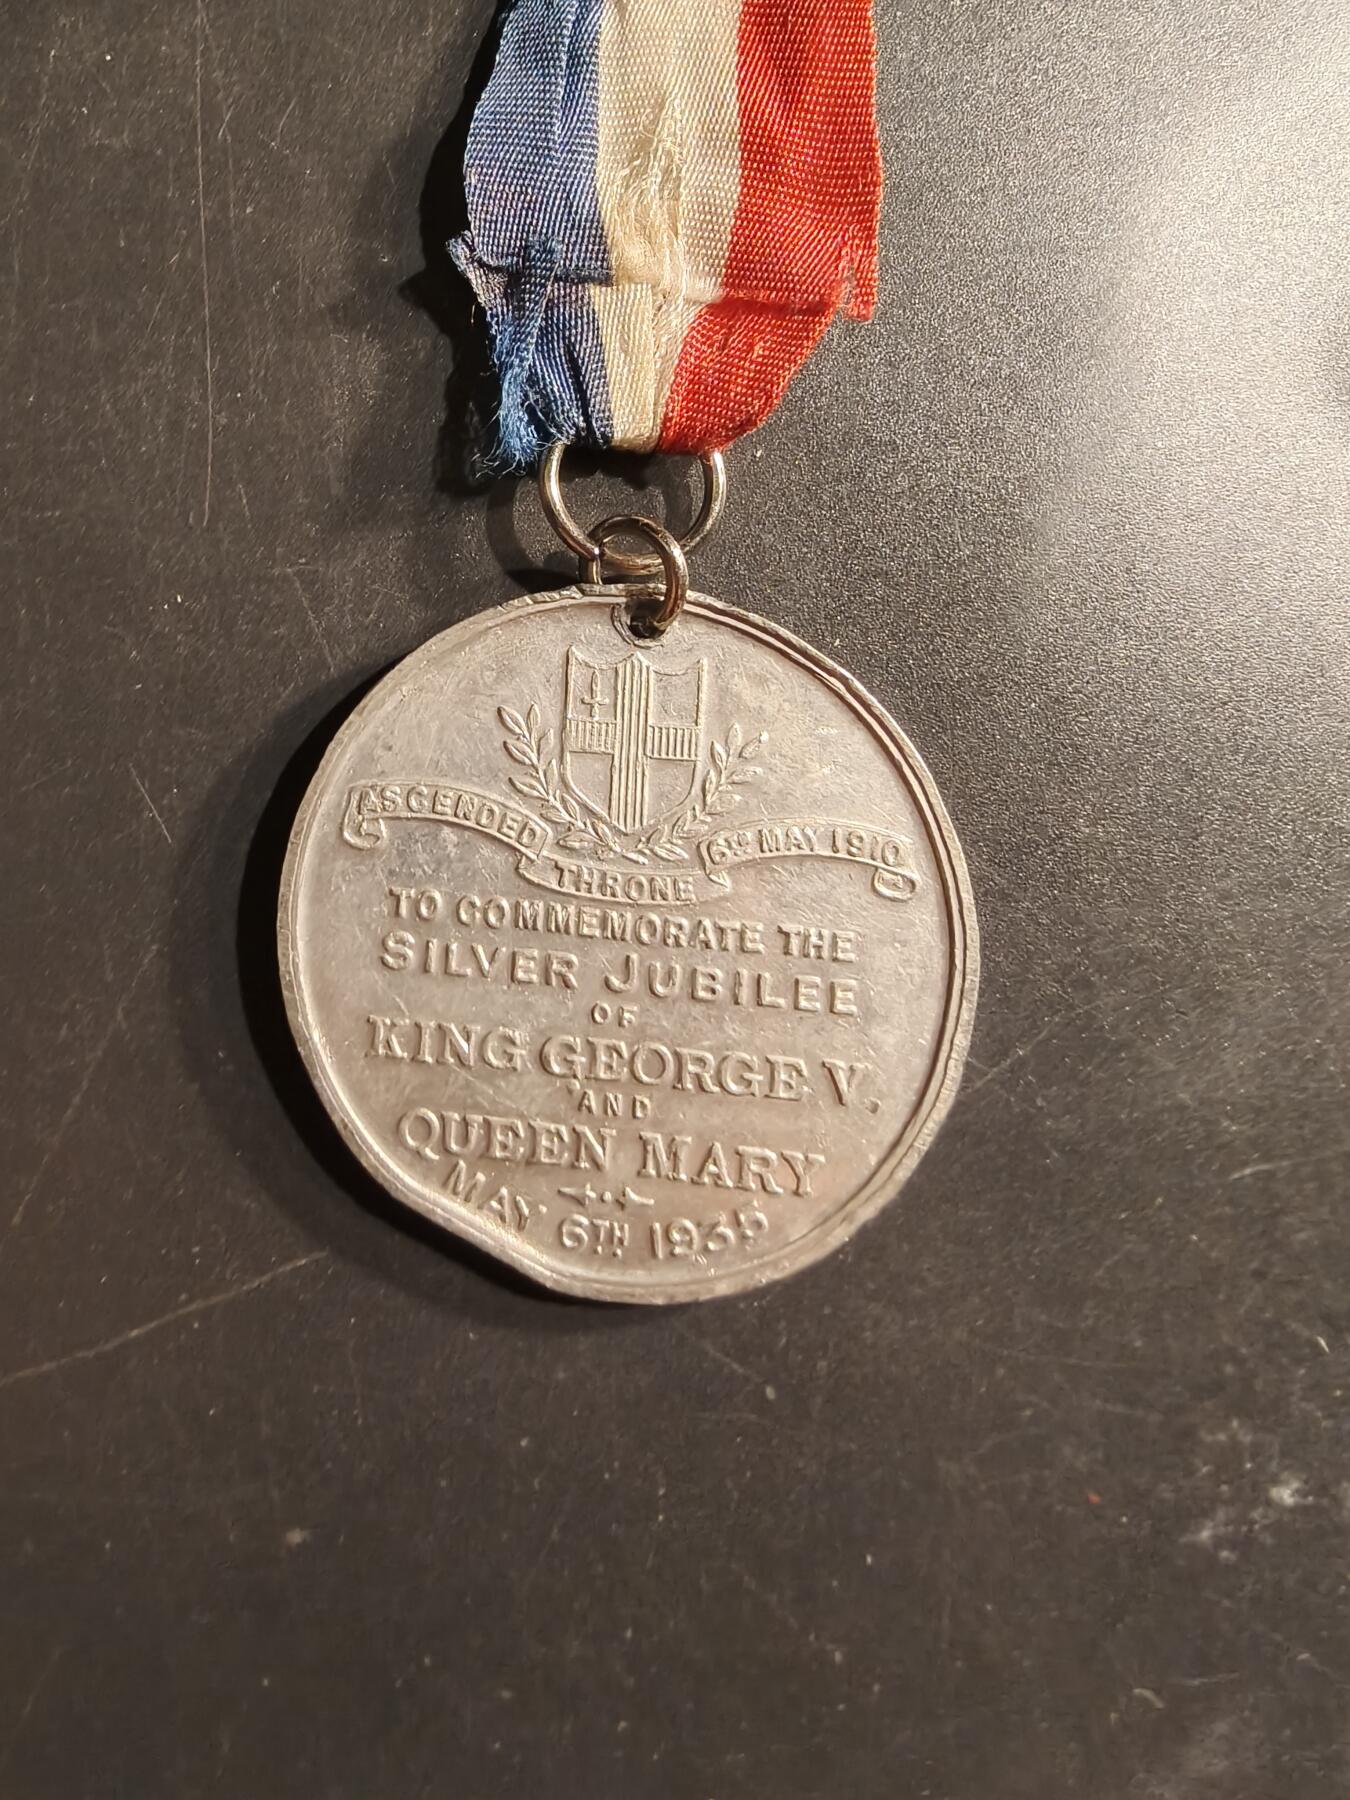 ASCENDED THRONE 6TH MAY 1910
TO COMMEMORATE THE
SILVER JUBILEE
OF
KING GEORGE V.
AND
QUEEN MARY
MAY 6TH 1935